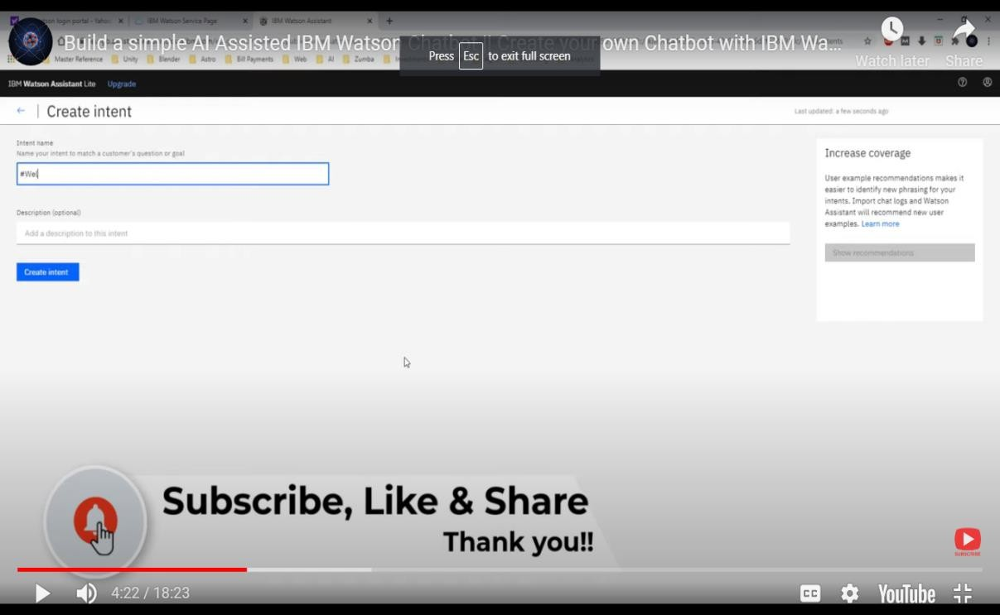 son login portal - Yahoo
IBM Watson Service Page
IBM Watson Assistant
Build a simple AI Assisted IBM Watson Chatbot || Create your own Chatbot with IBM Wa...
Press Esc to exit full screen
Watch later
Share
Master Reference
Unity
Blender
Astro
Bill Payments
Web
AI
Zumba
IBM Watson Assistant Lite
Upgrade
Create intent
Last updated: a few seconds ago
Intent name
Name your intent to match a customer's question or goal
#Wel
Description (optional)
Add a description to this intent
Create intent
Increase coverage
User example recommendations makes it
easier to identify new phrasing for your
intents. Import chat logs and Watson
Assistant will recommend new user
examples. Learn more
Show recommendations
Subscribe, Like & Share
Thank you!!
SUBSCRIBE
4:22 / 18:23
CC
YouTube